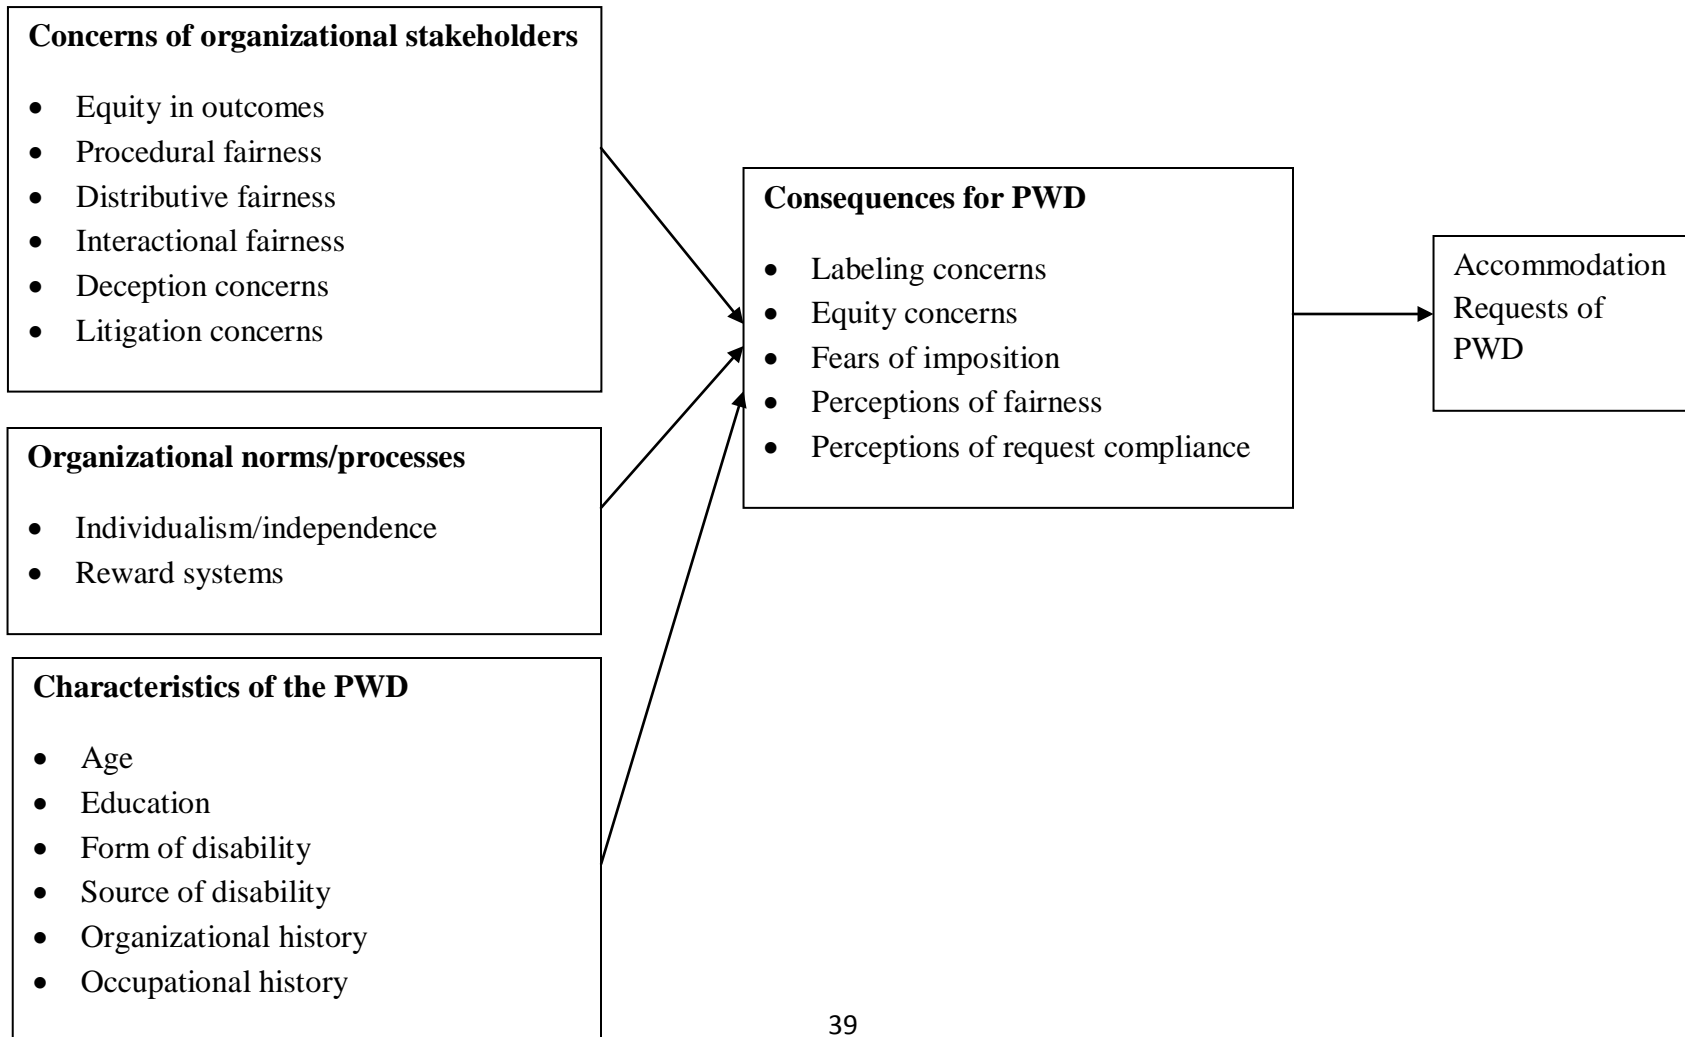 Concerns of organizational stakeholders
• Equity in outcomes
• Procedural fairness
• Distributive fairness
• Interactional fairness
• Deception concerns
• Litigation concerns
Organizational norms/processes
• Individualism/independence
• Reward systems
Characteristics of the PWD
• Age
• Education
• Form of disability
• Source of disability
• Organizational history
• Occupational history
Consequences for PWD
• Labeling concerns
• Equity concerns
• Fears of imposition
• Perceptions of fairness
• Perceptions of request compliance
Accommodation
Requests of
PWD
39